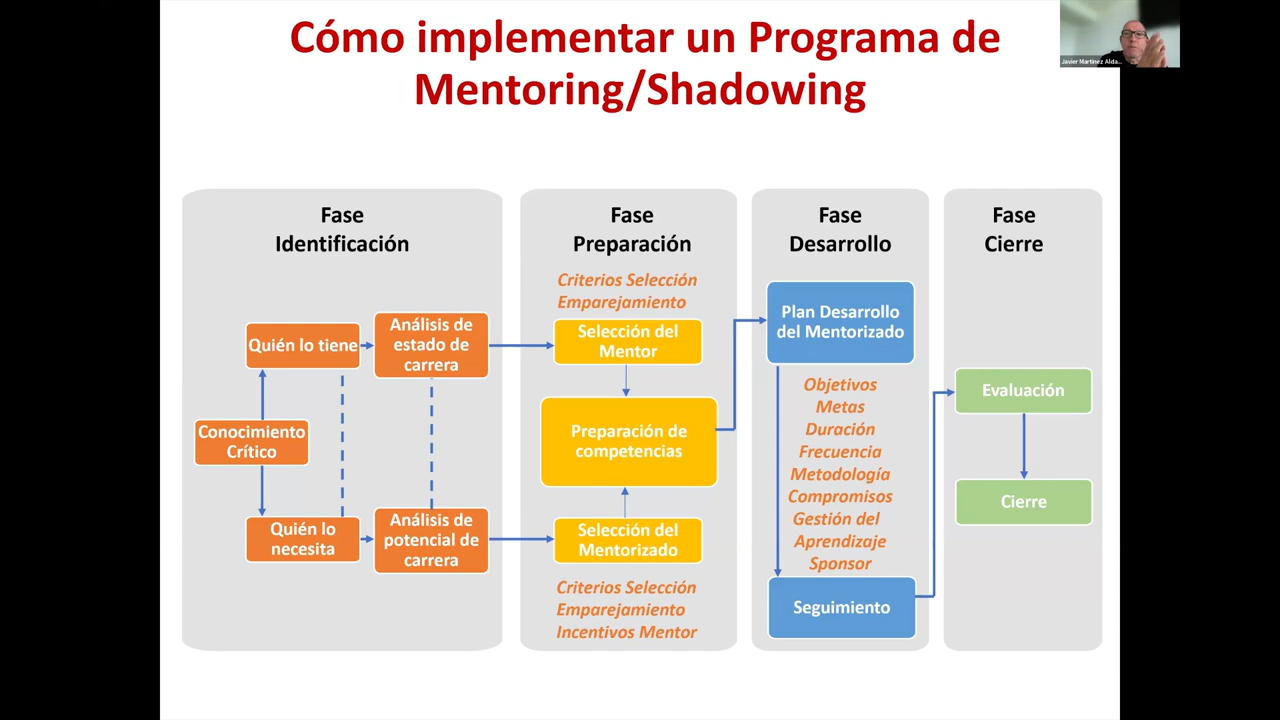 Cómo implementar un Programa de
Mentoring/Shadowing
Javier Martínez Alda...
Fase
Identificación
Quién lo tiene
Análisis de
estado de
carrera
Conocimiento
Crítico
Quién lo
necesita
Análisis de
potencial de
carrera
Fase
Preparación
Criterios Selección
Emparejamiento
Selección del
Mentor
Preparación de
competencias
Selección del
Mentorizado
Criterios Selección
Emparejamiento
Incentivos Mentor
Fase
Desarrollo
Plan Desarrollo
del Mentorizado
Objetivos
Metas
Duración
Frecuencia
Metodología
Compromisos
Gestión del
Aprendizaje
Sponsor
Seguimiento
Fase
Cierre
Evaluación
Cierre